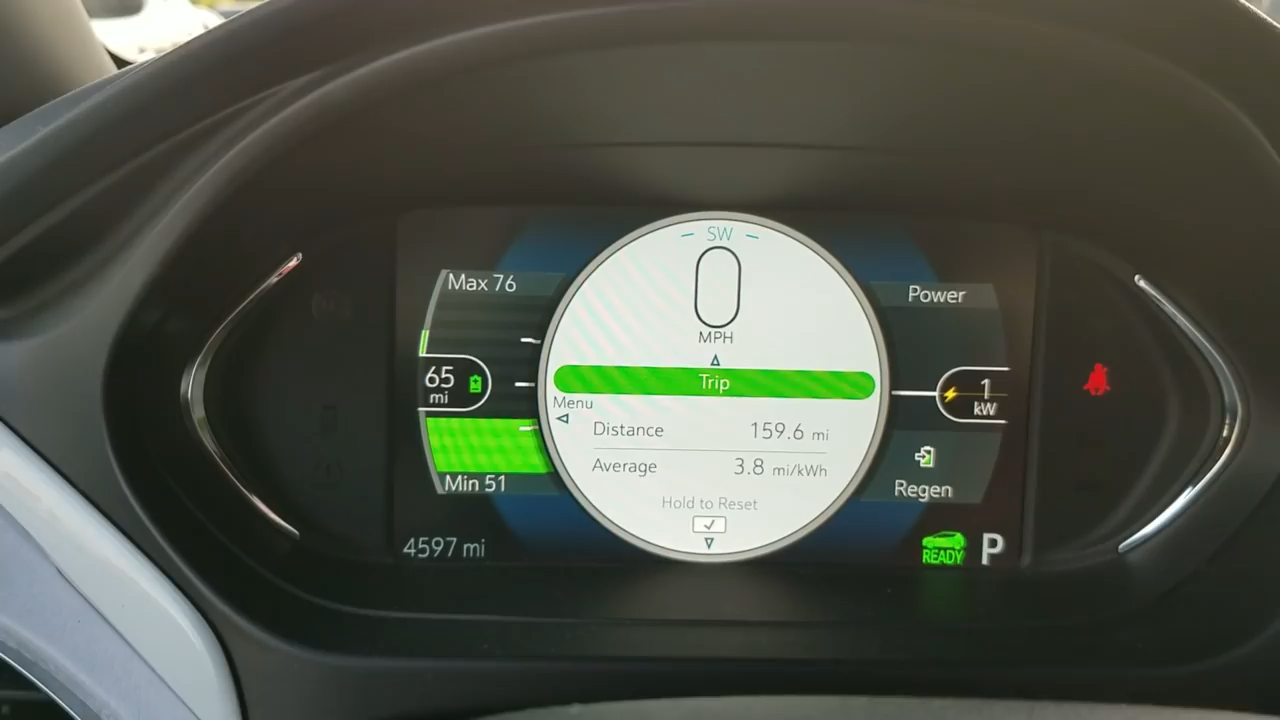 SW
0
MPH
Max 76
65
mi
Min 51
4597 mi
Trip
Menu
Distance 159.6 mi
Average 3.8 mi/kWh
Hold to Reset
Power
1
kW
Regen
READY P